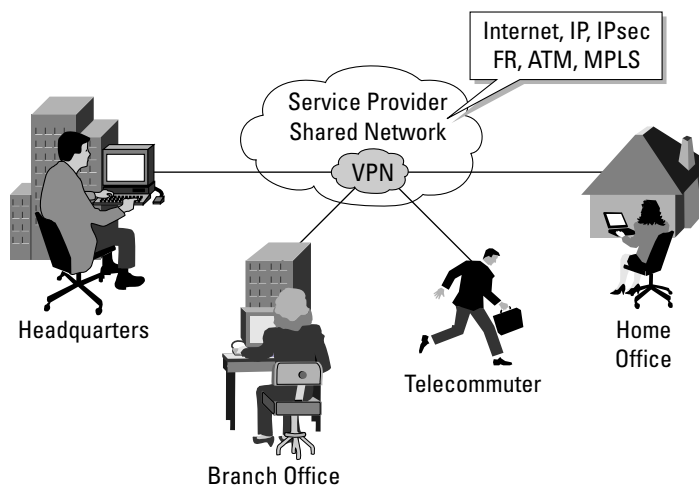 Internet, IP, IPsec
FR, ATM, MPLS
Service Provider
Shared Network
VPN
Headquarters
Home
Office
Telecommuter
Branch Office